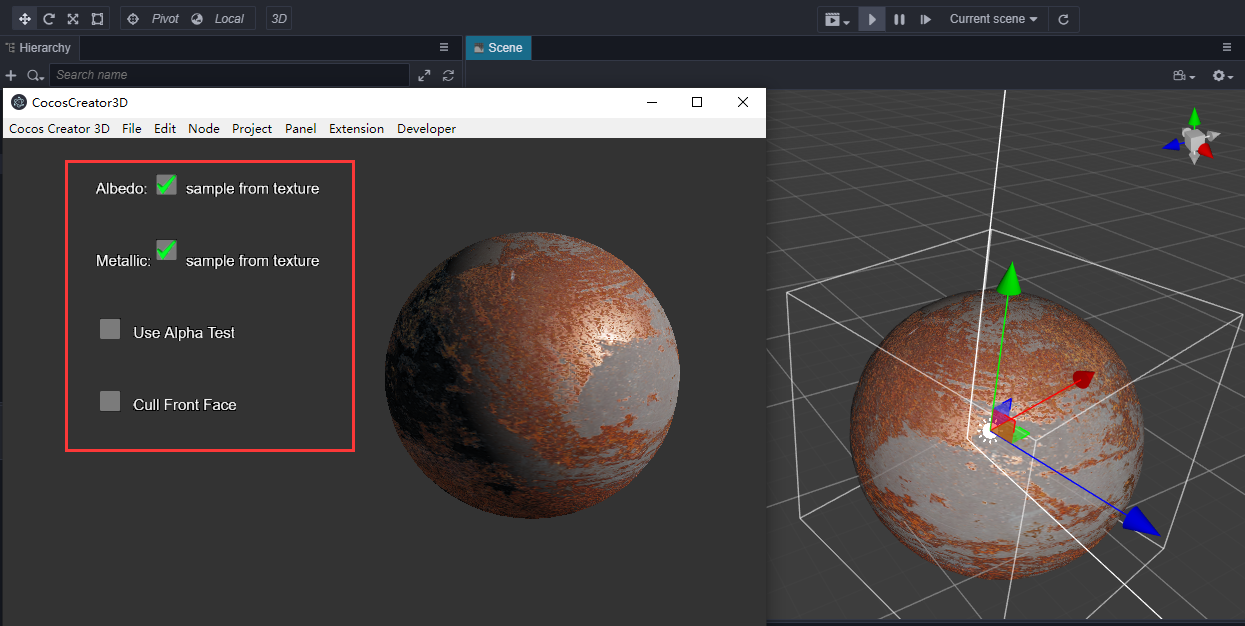 Pivot Local 3D Current scene
Hierarchy Scene
Search name
CocosCreator3D
Cocos Creator 3D File Edit Node Project Panel Extension Developer
Albedo: sample from texture
Metallic: sample from texture
Use Alpha Test
Cull Front Face